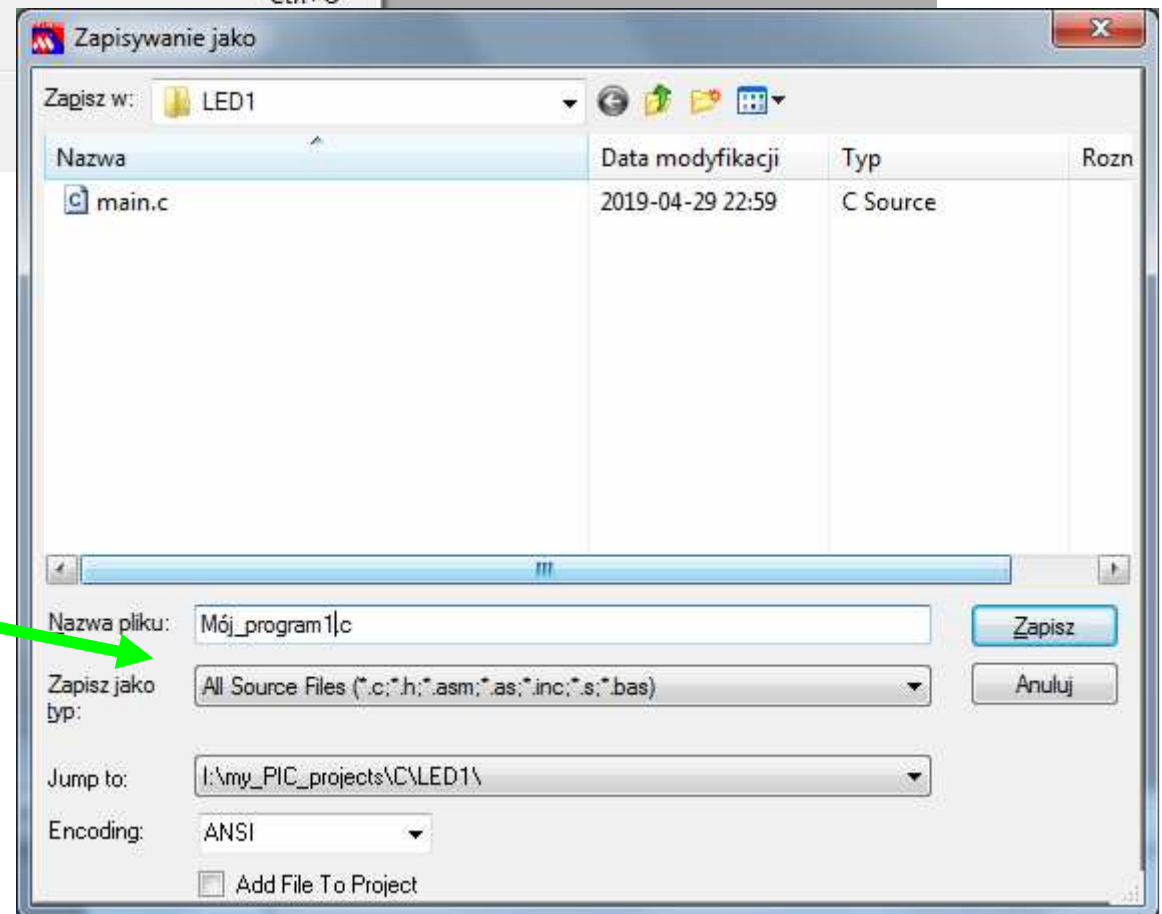 Zapisywanie jako
Zapisz w: LED1
Nazwa Data modyfikacji Typ Rozn
main.c 2019-04-29 22:59 C Source
Nazwa pliku: Mój_program1.c Zapisz
Zapisz jako typ: All Source Files (*.c;*.h;*.asm;*.as;*.inc;*.s;*.bas) Anuluj
Jump to: I:\my_PIC_projects\C\LED1\
Encoding: ANSI
Add File To Project